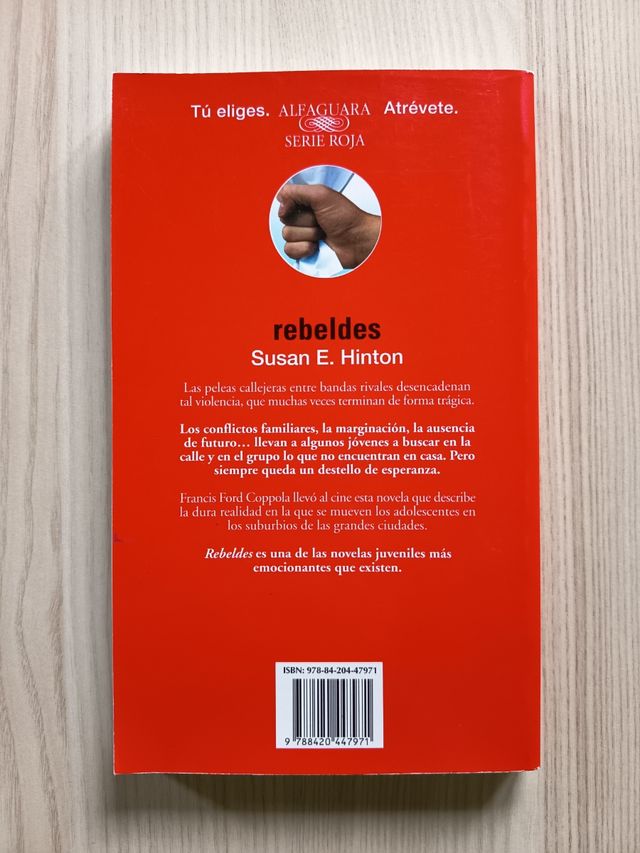 Tú eliges. ALFAGUARA Atrévete.
SERIE ROJA
rebeldes
Susan E. Hinton
Las peleas callejeras entre bandas rivales desencadenan
tal violencia, que muchas veces terminan de forma trágica.
Los conflictos familiares, la marginación, la ausencia
de futuro... llevan a algunos jóvenes a buscar en la
calle y en el grupo lo que no encuentran en casa. Pero
siempre queda un destello de esperanza.
Francis Ford Coppola llevó al cine esta novela que describe
la dura realidad en la que se mueven los adolescentes en
los suburbios de las grandes ciudades.
Rebeldes es una de las novelas juveniles más
emocionantes que existen.
ISBN: 978-84-204-47971
9 788420 447971